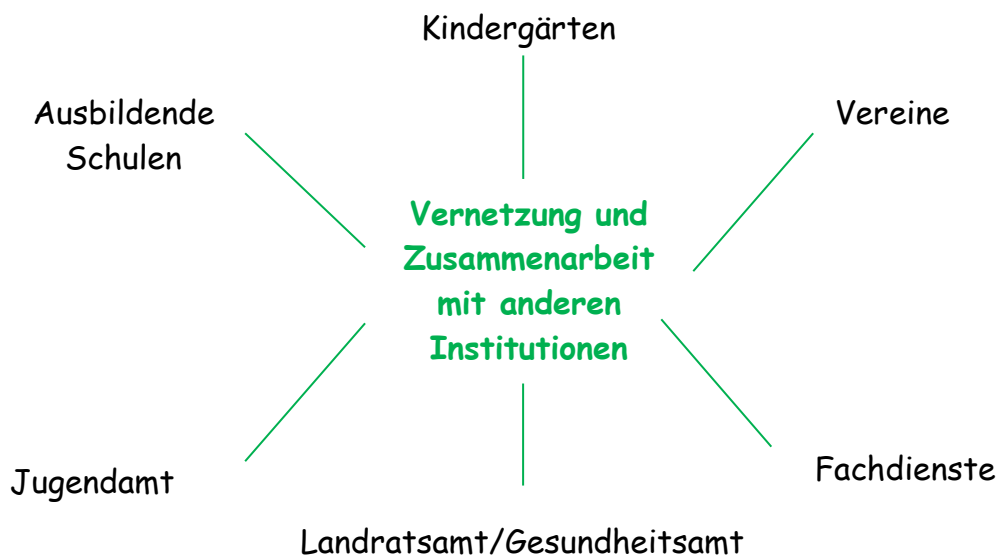 Kindergärten
Ausbildende
Schulen
Vereine
Vernetzung und
Zusammenarbeit
mit anderen
Institutionen
Jugendamt
Fachdienste
Landratsamt/Gesundheitsamt